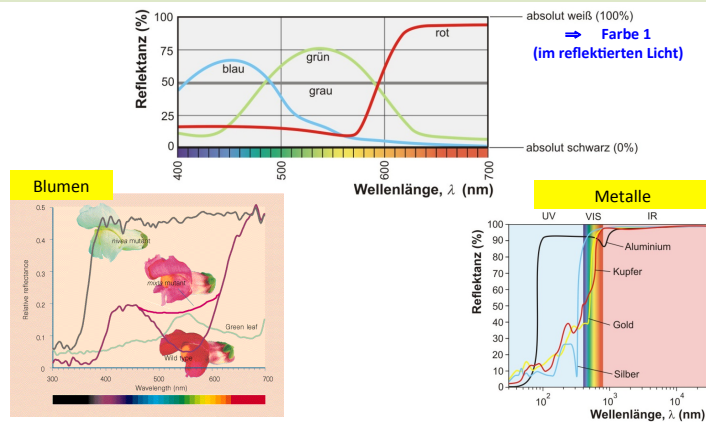 absolut weiß (100%)
⇒ Farbe 1
(im reflektierten Licht)
Reflektanz (%)
100
75
50
25
0
blau
grün
grau
rot
absolut schwarz (0%)
400
500
600
700
Wellenlänge, λ (nm)
Blumen
Relative reflectance
0.5
0.4
0.3
0.2
0.1
0
nivea mutant
mixta mutant
Green leaf
Wild type
300
400
500
600
700
Wavelength (nm)
Metalle
UV
VIS
IR
Reflektanz (%)
100
90
80
70
60
50
40
30
20
10
0
Aluminium
Kupfer
Gold
Silber
10²
10³
10⁴
Wellenlänge, λ (nm)